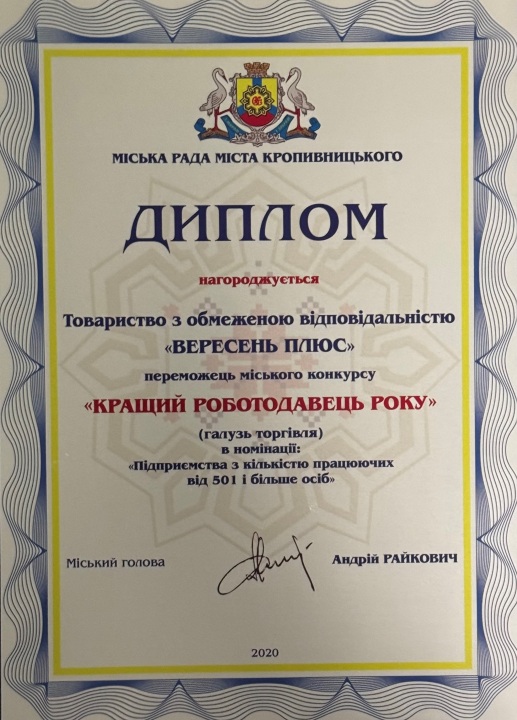 МІСЬКА РАДА МІСТА КРОПИВНИЦЬКОГО
ДИПЛОМ
нагороджується
Товариство з обмеженою відповідальністю
«ВЕРЕСЕНЬ ПЛЮС»
переможець міського конкурсу
«КРАЩИЙ РОБОТОДАВЕЦЬ РОКУ»
(галузь торгівля)
в номінації:
«Підприємства з кількістю працюючих
від 501 і більше осіб»
Міський голова Андрій РАЙКОВИЧ
2020